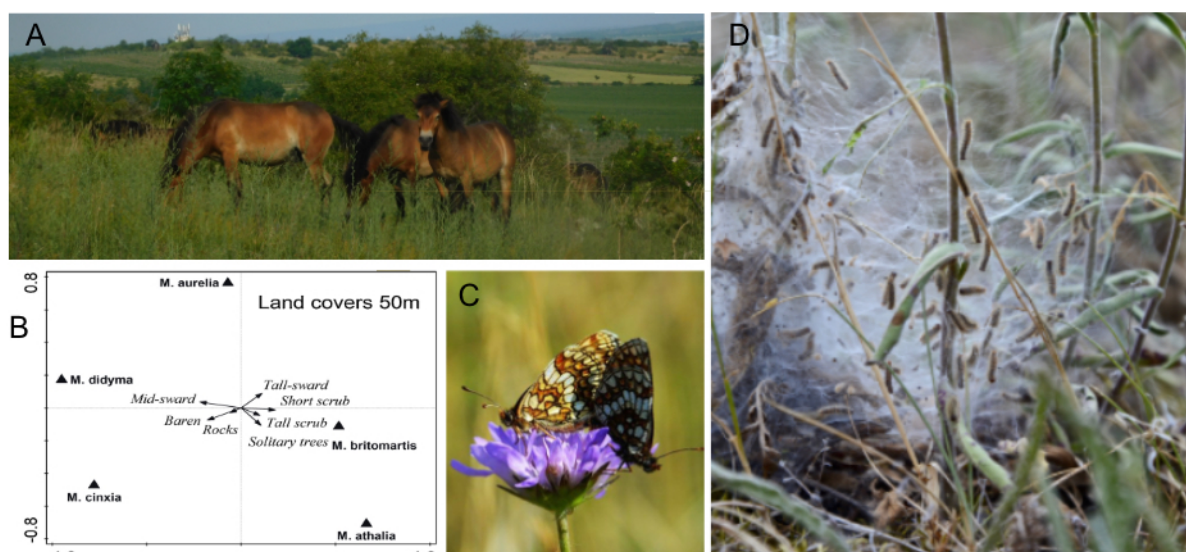 A
B
0.8
-0.8
M. aurelia
Land covers 50m
M. didyma
Mid-sward
Tall-sward
Short scrub
Baren
Rocks
Tall scrub
Solitary trees
M. britomartis
M. cinxia
M. athalia
C
D